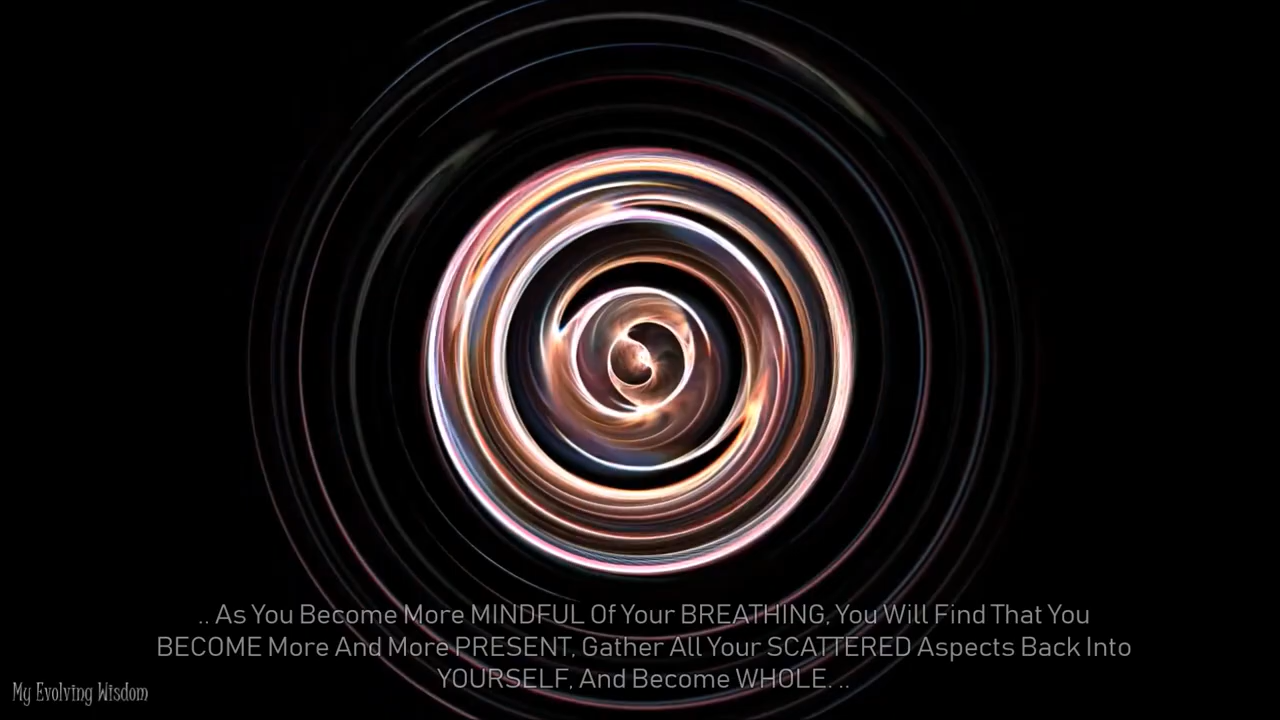 .. As You Become More MINDFUL Of Your BREATHING, You Will Find That You
BECOME More And More PRESENT, Gather All Your SCATTERED Aspects Back Into
YOURSELF, And Become WHOLE. ..
My Evolving Wisdom